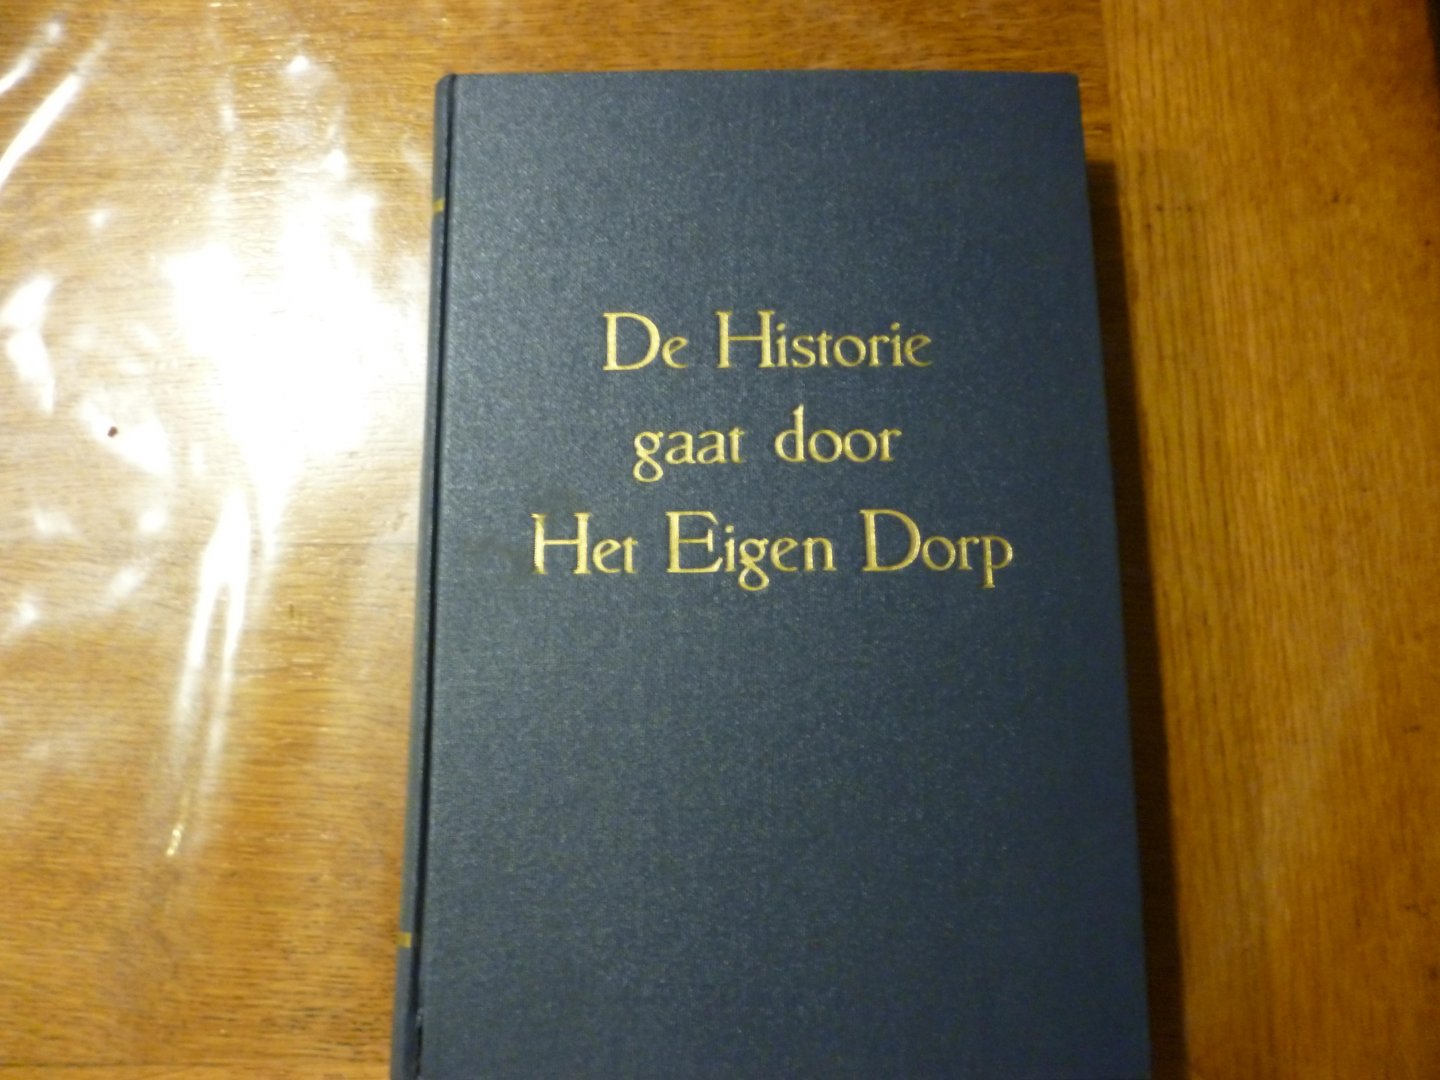 De Historie
gaat door
Het Eigen Dorp